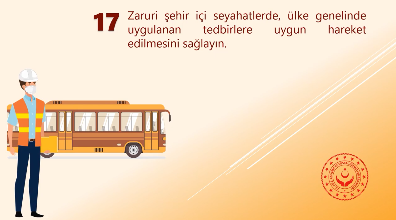 17 Zaruri şehir içi seyahatlerde, ülke genelinde
uygulanan tedbirlere uygun hareket
edilmesini sağlayın.